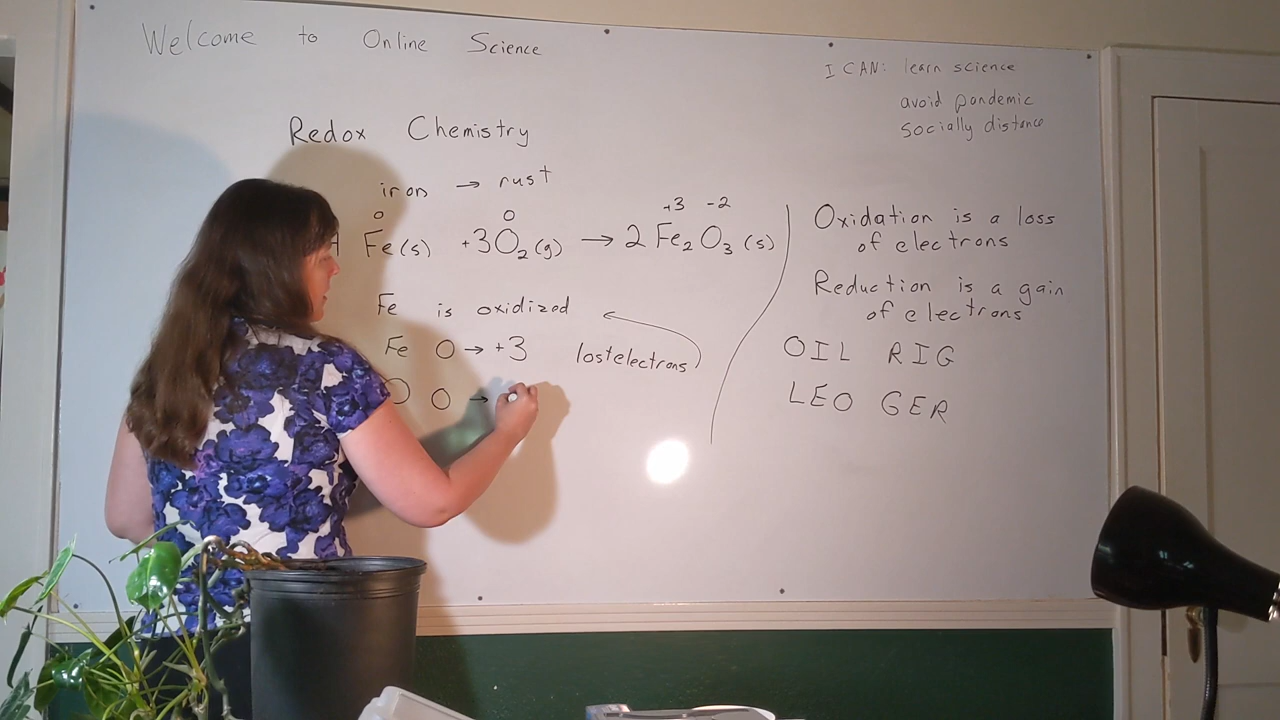 Welcome to Online Science
I CAN: learn science
avoid pandemic
socially distance
Redox Chemistry
iron → rust
0 0 +3 -2
Fe(s) +3O₂(g) → 2Fe₂O₃(s)
Fe is oxidized
Fe 0 → +3 lost electrons
O 0 →
Oxidation is a loss
of electrons
Reduction is a gain
of electrons
OIL RIG
LEO GER